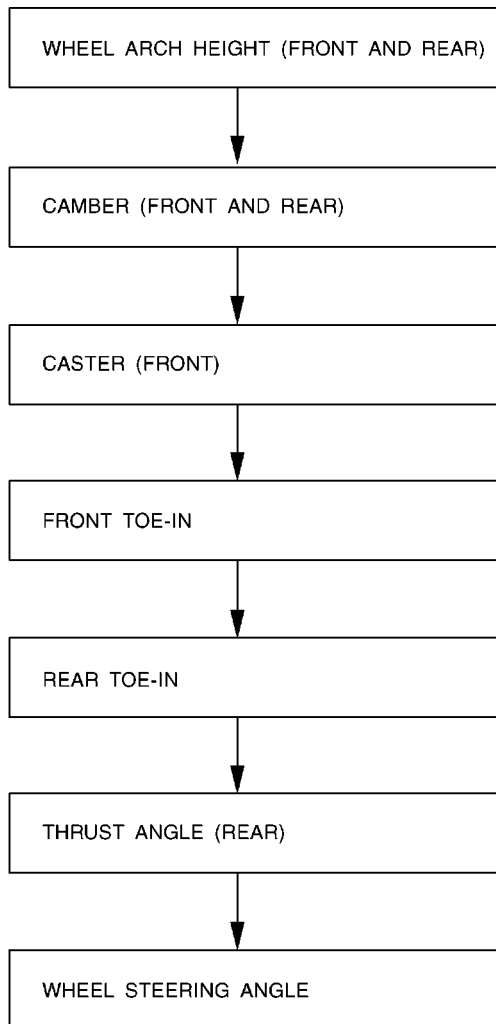 WHEEL ARCH HEIGHT (FRONT AND REAR)
CAMBER (FRONT AND REAR)
CASTER (FRONT)
FRONT TOE-IN
REAR TOE-IN
THRUST ANGLE (REAR)
WHEEL STEERING ANGLE